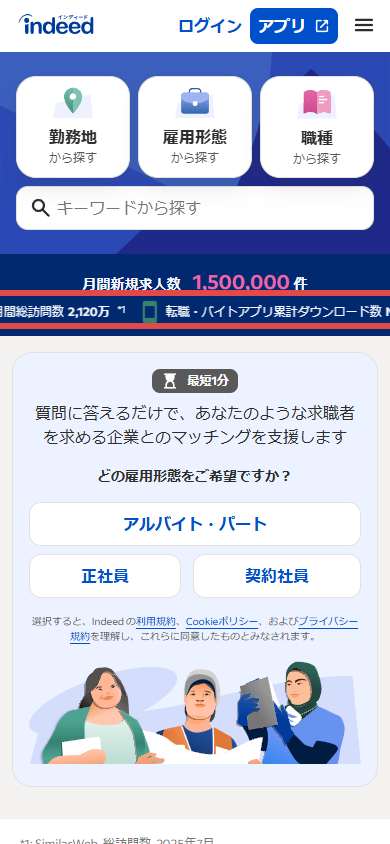 インディード
indeed
ログイン
アプリ
勤務地
から探す
雇用形態
から探す
職種
から探す
キーワードから探す
月間新規求人数 1,500,000 件
月間総訪問数 2,120万 *1 転職・バイトアプリ累計ダウンロード数
最短1分
質問に答えるだけで、あなたのような求職者
を求める企業とのマッチングを支援します
どの雇用形態をご希望ですか？
アルバイト・パート
正社員
契約社員
選択すると、Indeedの利用規約、Cookieポリシー、およびプライバシー
規約を理解し、これらに同意したものとみなされます。
*1: SimilarWeb, 総訪問数, 2025年7月